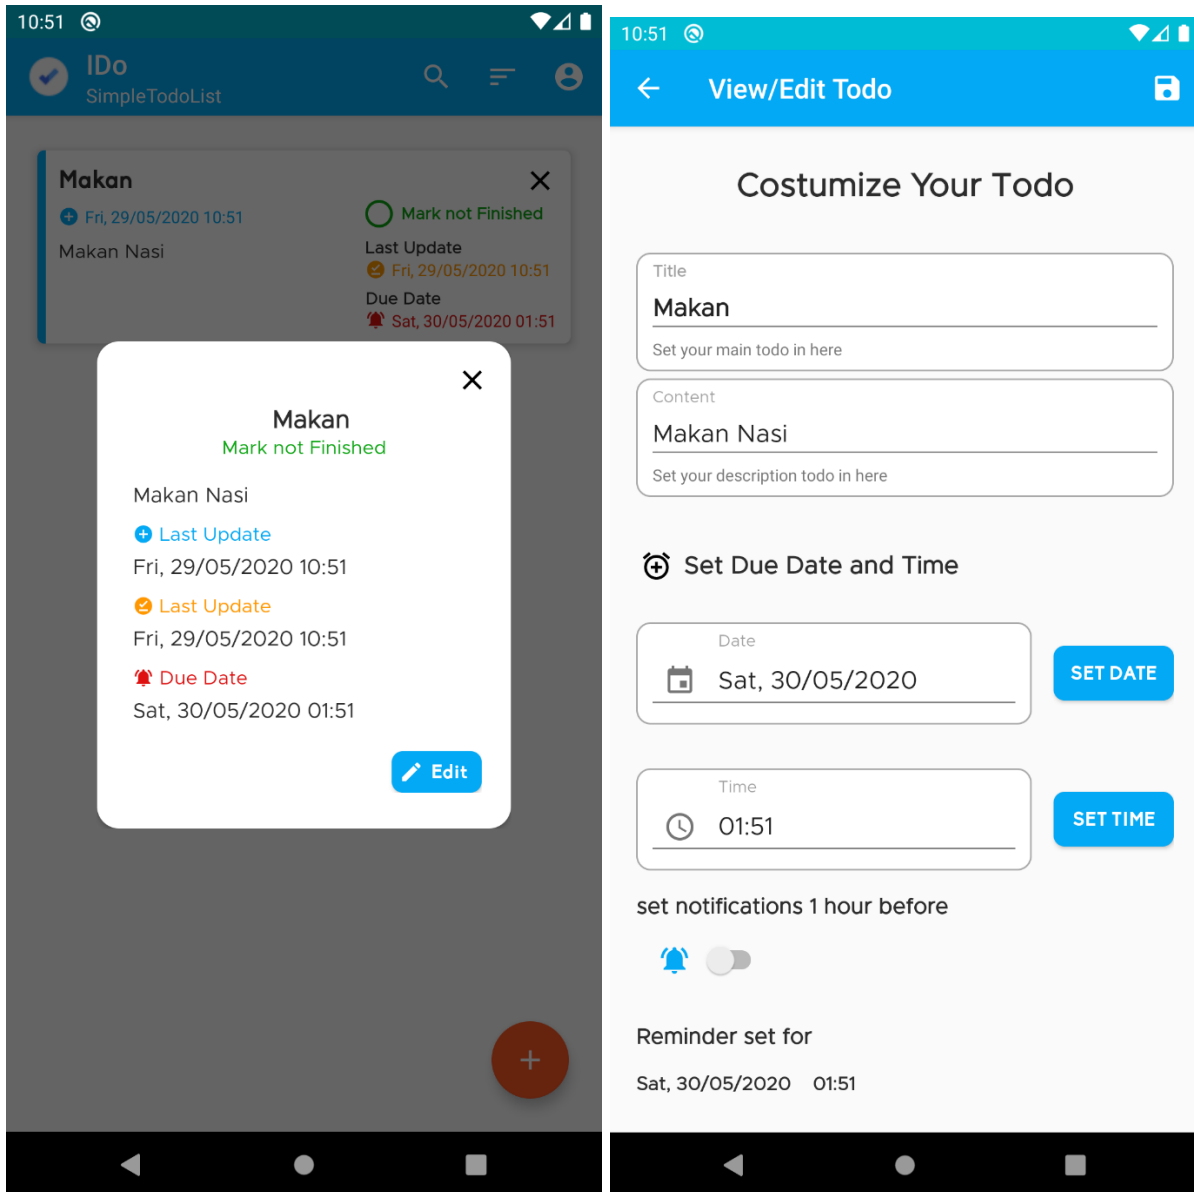 10:51
IDo
SimpleTodoList
Makan
Fri, 29/05/2020 10:51
Makan Nasi
Mark not Finished
Last Update
Fri, 29/05/2020 10:51
Due Date
Sat, 30/05/2020 01:51
Makan
Mark not Finished
Makan Nasi
Last Update
Fri, 29/05/2020 10:51
Last Update
Fri, 29/05/2020 10:51
Due Date
Sat, 30/05/2020 01:51
Edit
10:51
View/Edit Todo
Costumize Your Todo
Title
Makan
Set your main todo in here
Content
Makan Nasi
Set your description todo in here
Set Due Date and Time
Date
Sat, 30/05/2020
SET DATE
Time
01:51
SET TIME
set notifications 1 hour before
Reminder set for
Sat, 30/05/2020 01:51